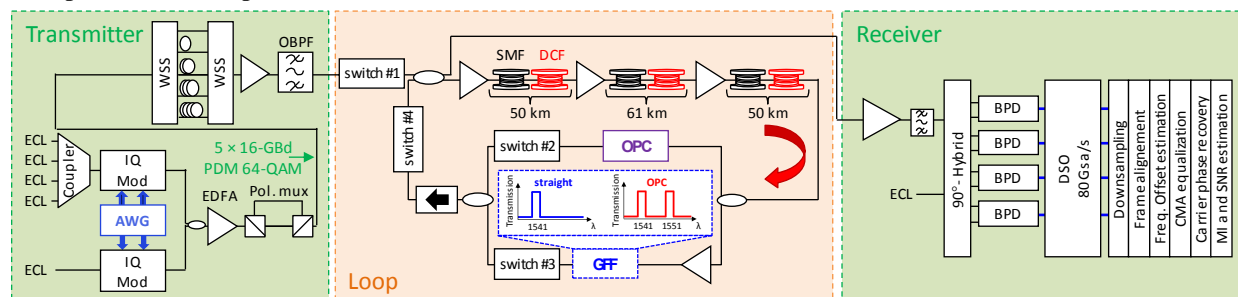 Transmitter
WSS
WSS
OBPF
ECL
ECL
ECL
ECL
Coupler
IQ
Mod
AWG
IQ
Mod
ECL
EDFA
Pol. mux
5 × 16-GBd
PDM 64-QAM
switch #1
SMF
DCF
50 km
61 km
50 km
switch #4
switch #2
OPC
Transmission
straight
1541
λ
Transmission
OPC
1541
1551
λ
switch #3
GFF
Loop
Receiver
ECL
90°- Hybrid
BPD
BPD
BPD
BPD
DSO
80Gsa/s
Downsampling
Frame alignement
Freq. Offset estimation
CMA equalization
Carrier phase recovery
MI and SNR estimation